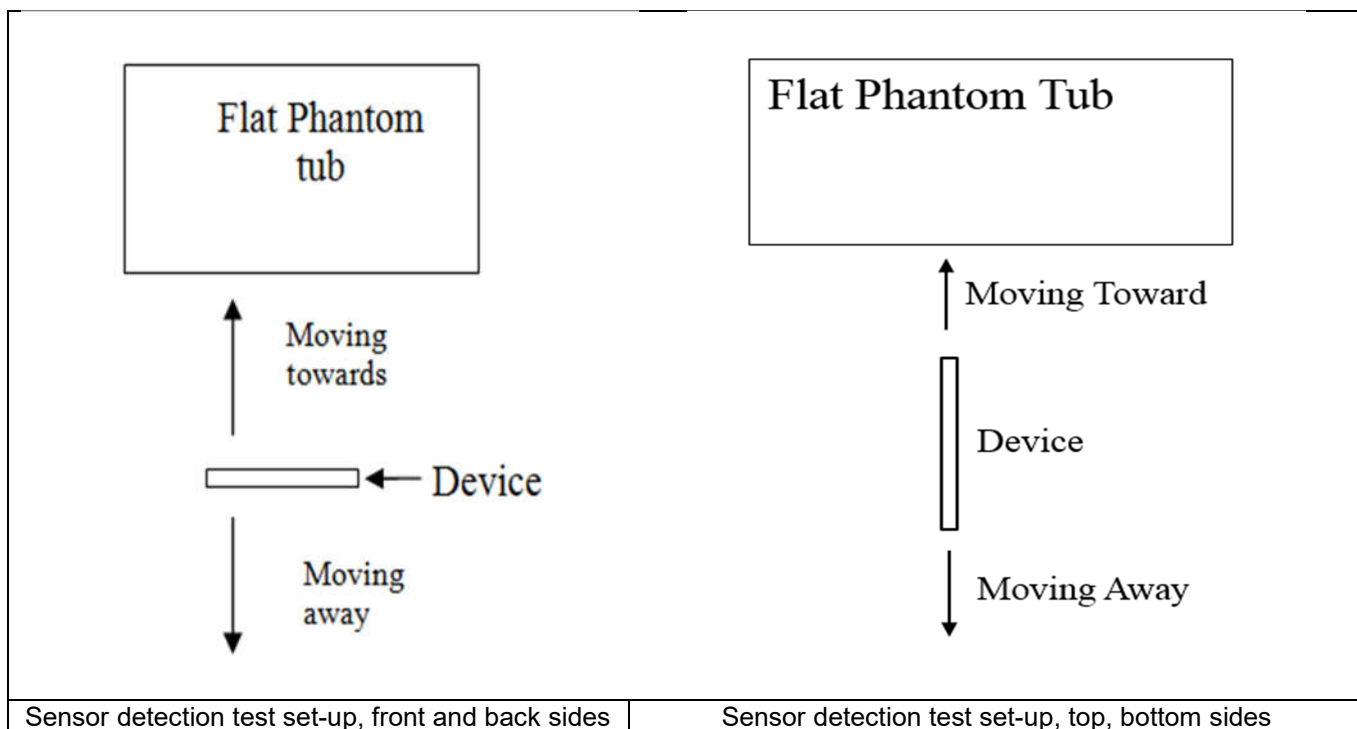 Flat Phantom
tub
Moving
towards
Device
Moving
away
Sensor detection test set-up, front and back sides
Flat Phantom Tub
Moving Toward
Device
Moving Away
Sensor detection test set-up, top, bottom sides